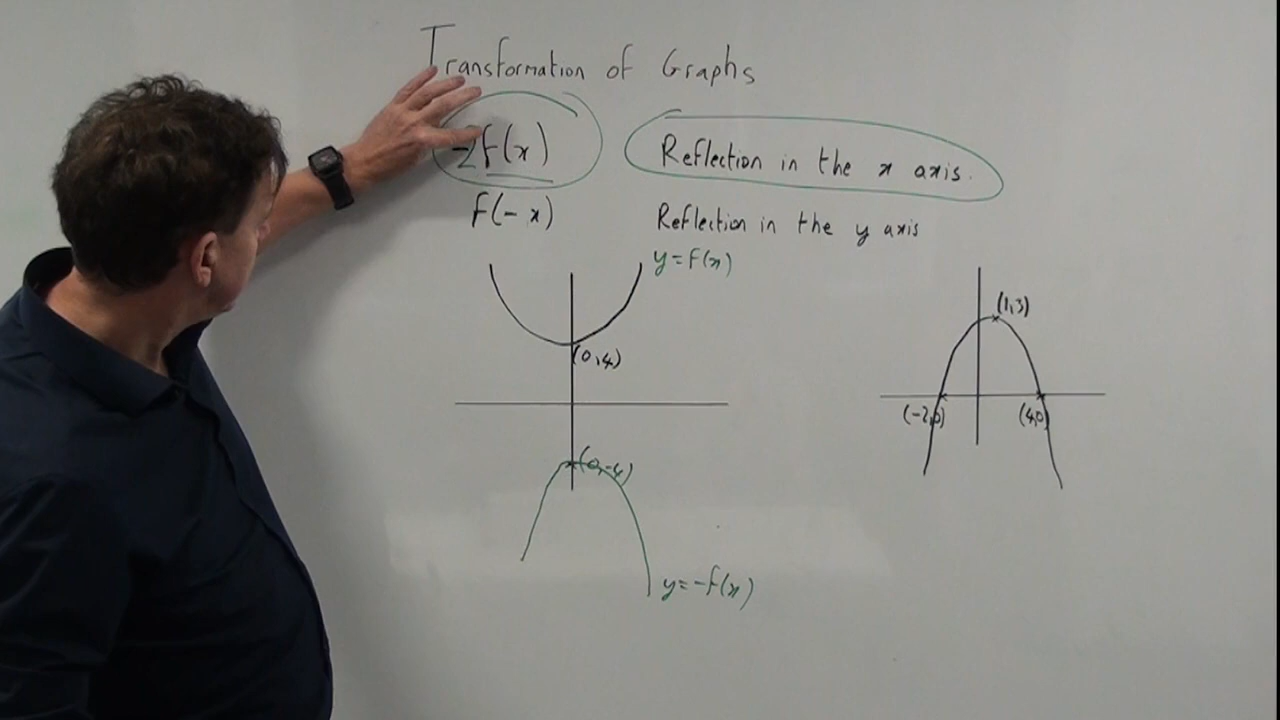 Transformation of Graphs
-2f(x)
Reflection in the x axis.
f(-x)
Reflection in the y axis
y=f(x)
(0,4)
(1,3)
(-2,0)
(4,0)
(0,-4)
y=-f(x)